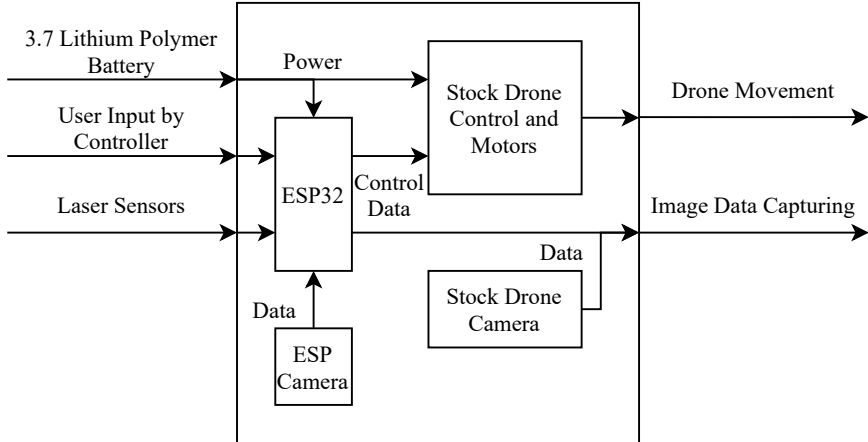 3.7 Lithium Polymer
Battery
Power
User Input by
Controller
Laser Sensors
ESP32
Stock Drone
Control and
Motors
Control
Data
Drone Movement
Image Data Capturing
Data
Stock Drone
Camera
Data
ESP
Camera